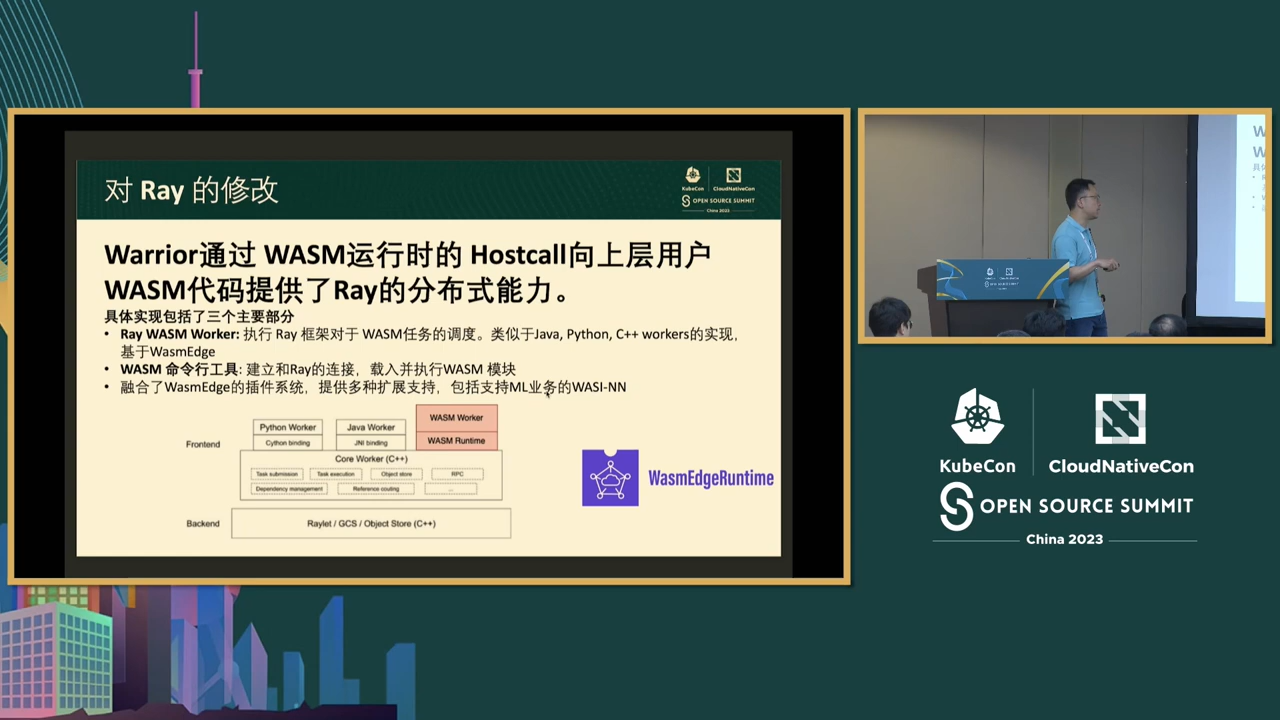 对 Ray 的修改
KubeCon
CloudNativeCon
OPEN SOURCE SUMMIT
China 2023
Warrior通过 WASM运行时的 Hostcall向上层用户
WASM代码提供了Ray的分布式能力。
具体实现包括了三个主要部分
• Ray WASM Worker: 执行 Ray 框架对于 WASM任务的调度。类似于Java, Python, C++ workers的实现,
基于WasmEdge
• WASM 命令行工具: 建立和Ray的连接, 载入并执行WASM 模块
• 融合了WasmEdge的插件系统, 提供多种扩展支持, 包括支持ML业务的WASI-NN
Frontend
Python Worker
Cython binding
Java Worker
JNI binding
WASM Worker
WASM Runtime
Core Worker (C++)
Task submission
Task execution
Object store
RPC
Dependency management
Reference couting
...
Backend
Raylet / GCS / Object Store (C++)
WasmEdgeRuntime
KubeCon
CloudNativeCon
OPEN SOURCE SUMMIT
China 2023